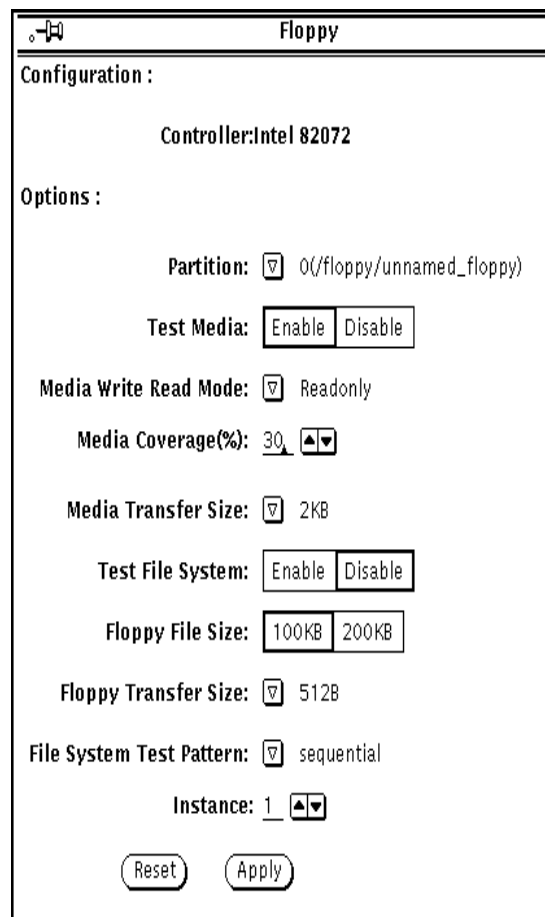 Floppy
Configuration :
Controller:Intel 82072
Options :
Partition: 0(/floppy/unnamed_floppy)
Test Media: Enable Disable
Media Write Read Mode: Readonly
Media Coverage(%): 30
Media Transfer Size: 2KB
Test File System: Enable Disable
Floppy File Size: 100KB 200KB
Floppy Transfer Size: 512B
File System Test Pattern: sequential
Instance: 1
Reset Apply